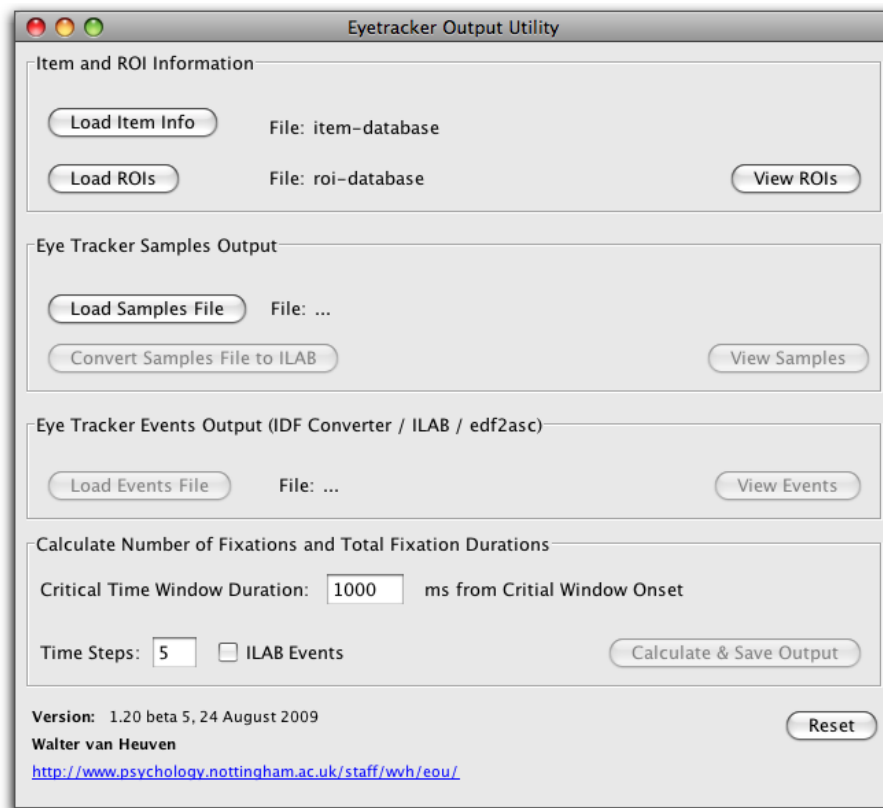 Eyetracker Output Utility
Item and ROI Information
Load Item Info File: item-database
Load ROIs File: roi-database View ROIs
Eye Tracker Samples Output
Load Samples File File: ...
Convert Samples File to ILAB View Samples
Eye Tracker Events Output (IDF Converter / ILAB / edf2asc)
Load Events File File: ... View Events
Calculate Number of Fixations and Total Fixation Durations
Critical Time Window Duration: 1000 ms from Critial Window Onset
Time Steps: 5 ILAB Events Calculate & Save Output
Version: 1.20 beta 5, 24 August 2009
Reset
Walter van Heuven
http://www.psychology.nottingham.ac.uk/staff/wvh/eou/